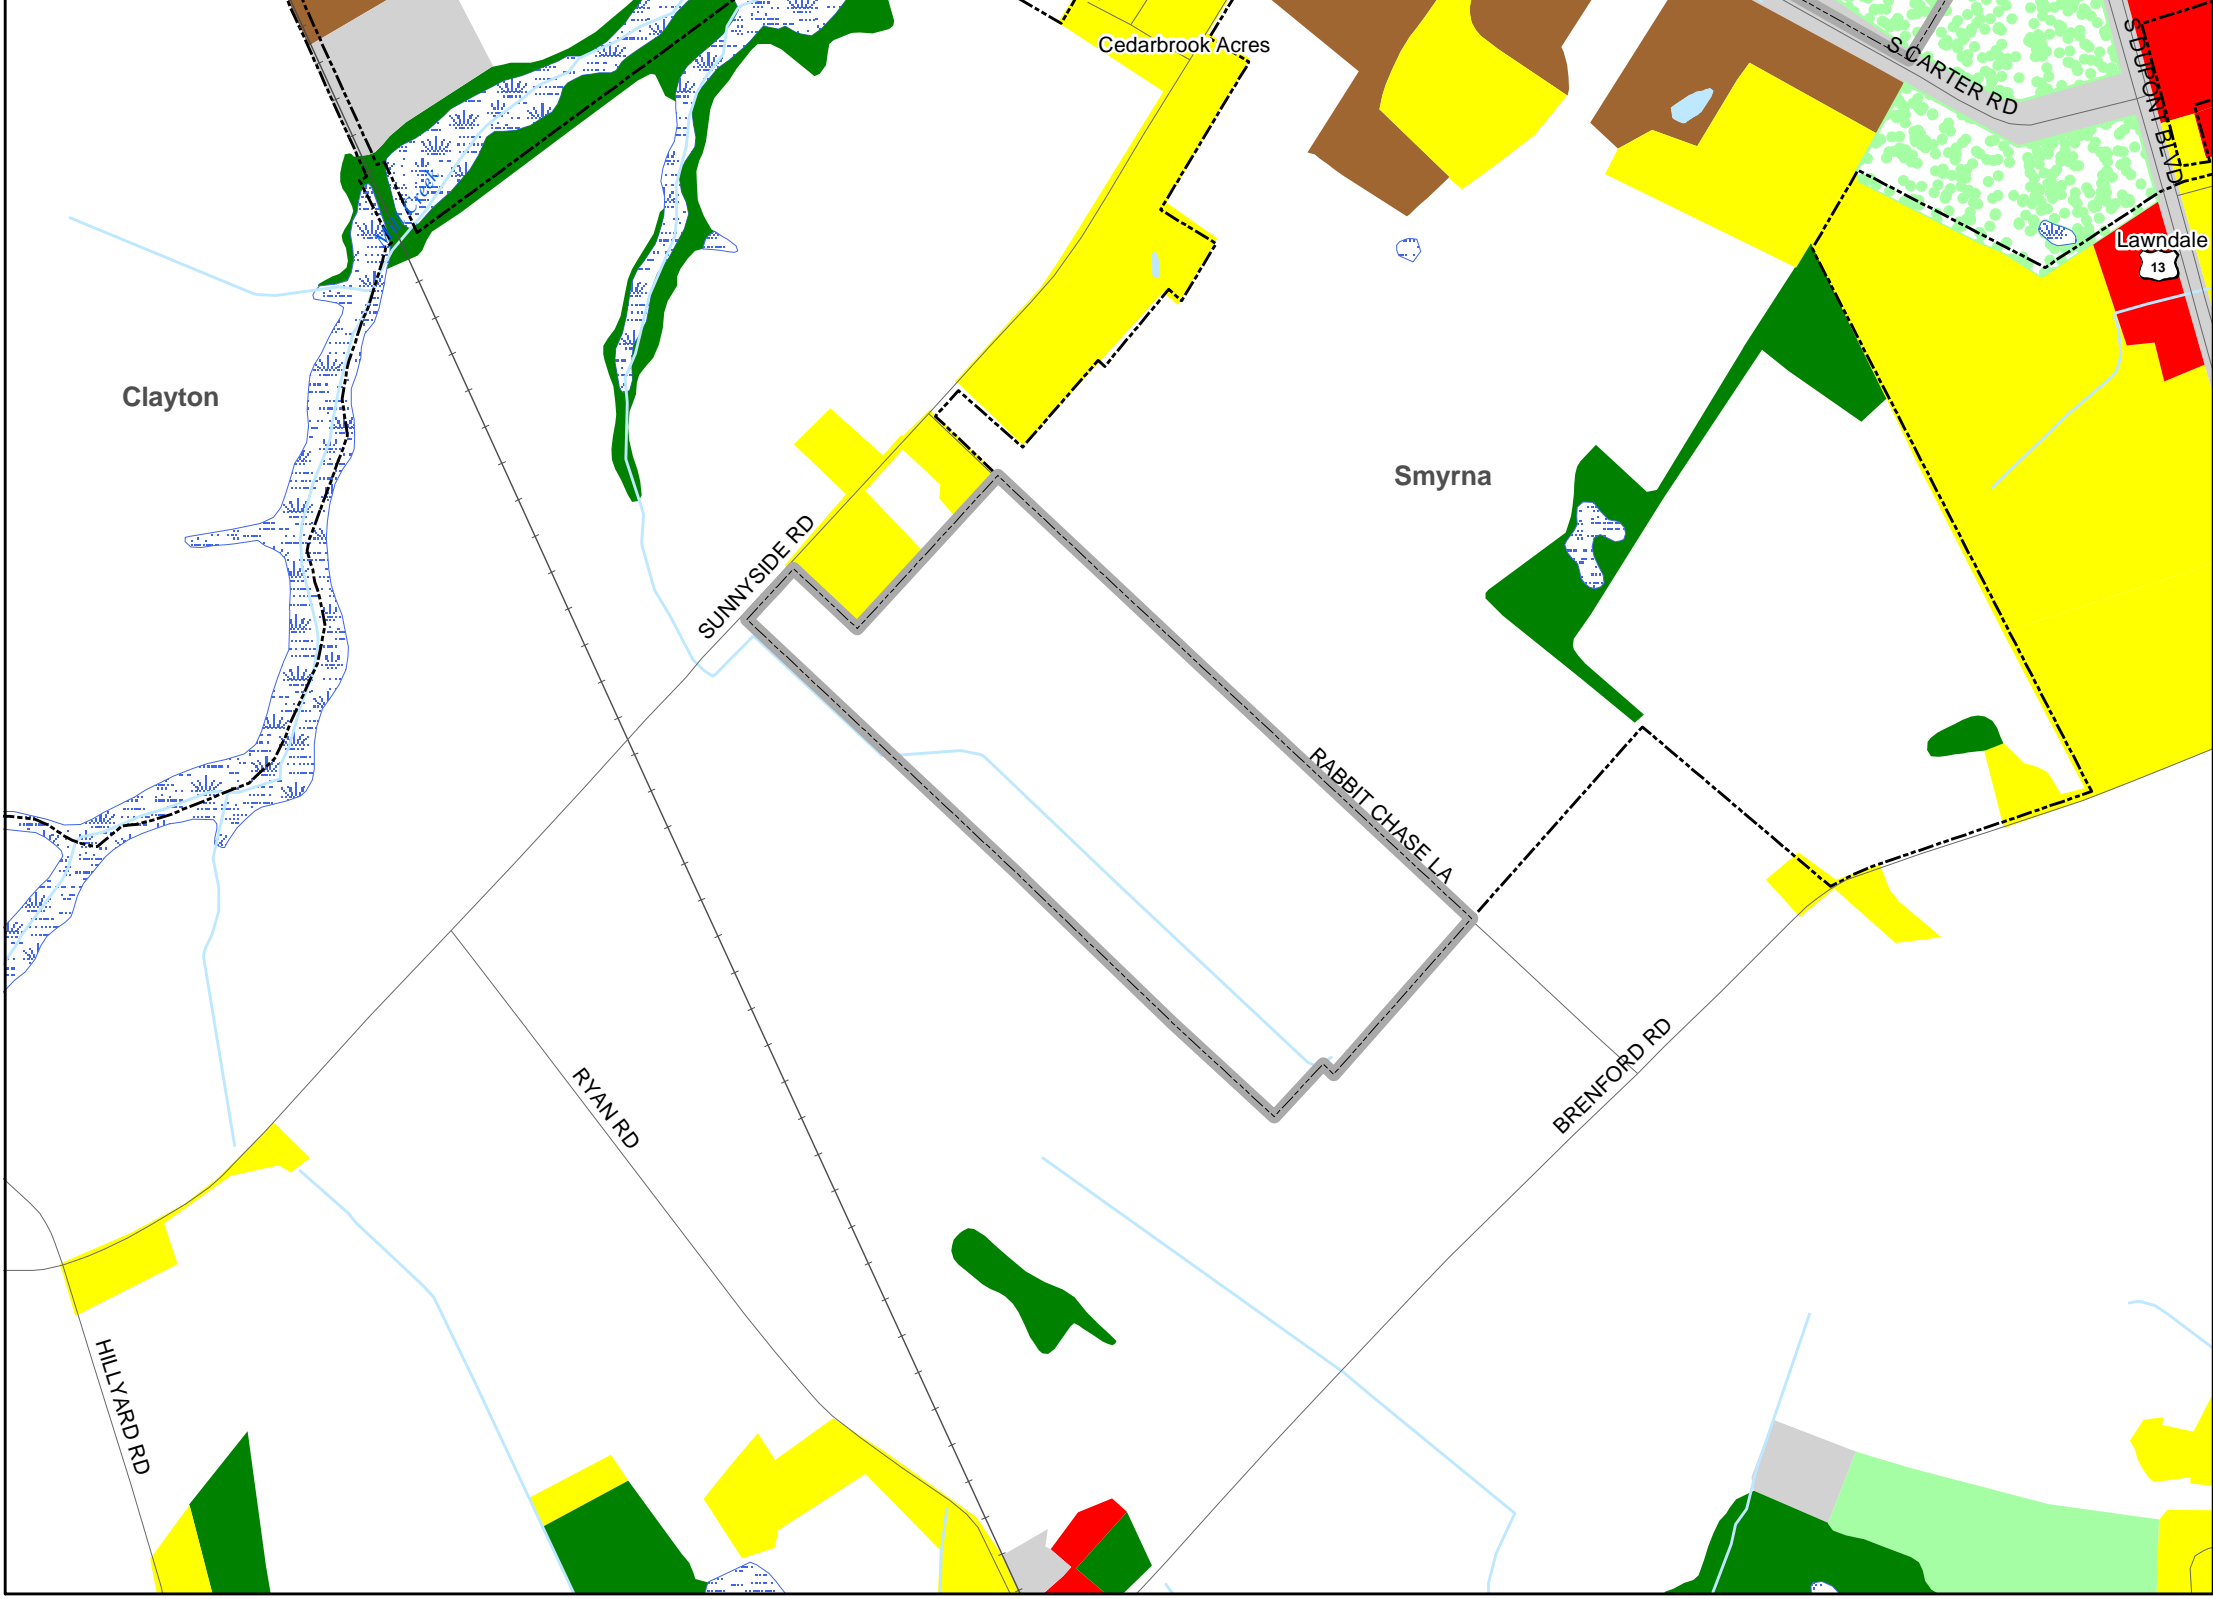 Cedarbrook Acres
S CARTER RD
S DUPONT BLVD
Lawndale
13
Clayton
Smyrna
SUNNYSIDE RD
RABBIT CHASE LA
BRENFORD RD
RYAN RD
HILLYARD RD